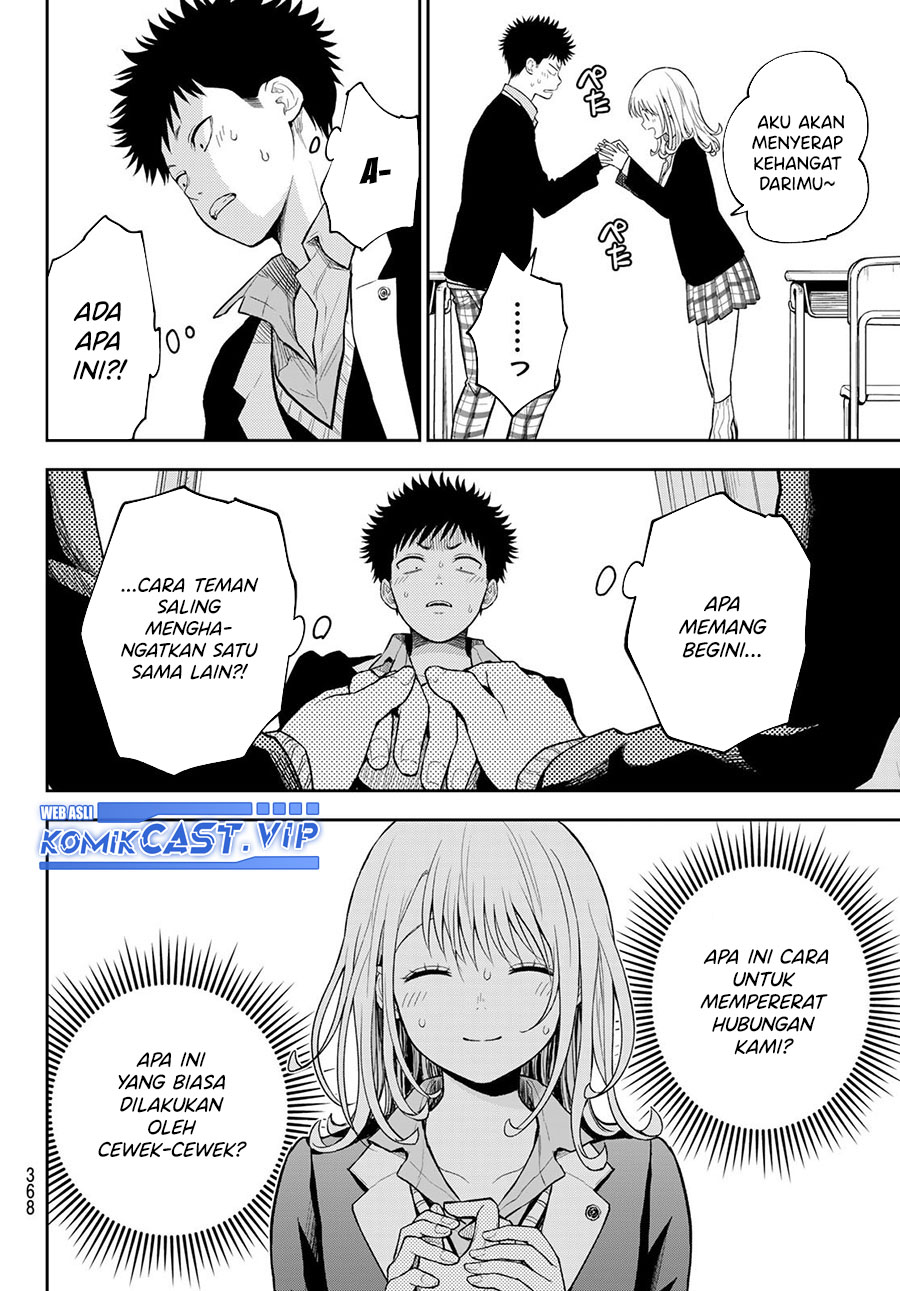 AKU AKAN
MENYERAP
KEHANGAT
DARIMU~
ペた
ペた
……っ
A-
ADA
APA
INI?!
APA
MEMANG
BEGINI...
...CARA TEMAN
SALING
MENGHA-
NGATKAN SATU
SAMA LAIN?!
WEB ASLI
KOMIKCAST.VIP
APA INI CARA
UNTUK
MEMPERERAT
HUBUNGAN
KAMI?
APA INI
YANG BIASA
DILAKUKAN
OLEH
CEWEK-CEWEK?
368